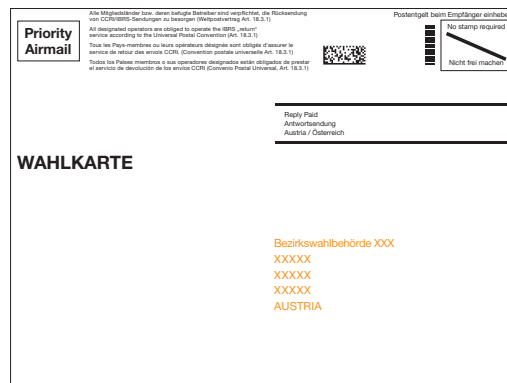 Priority
Airmail
Alle Mitgliedsländer bzw. deren befugte Betreiber sind verpflichtet, die Rücksendung
von CCRI/IBRS-Sendungen zu besorgen (Weltpostvertrag Art. 18.3.1)
All designated operators are obliged to operate the IBRS „return“
service according to the Universal Postal Convention (Art. 18.3.1)
Tous les Pays-membres ou leurs opérateurs désignés sont obligés d'assurer le
service de retour des envois CCRI, (Convention postale universelle, Art. 18.3.1)
Todos los Países miembros o sus operadores designados están obligados de prestar
el servicio de devolución de los envíos CCRI (Convenio Postal Universal, Art. 18.3.1)
Postentgelt beim Empfänger einhebe
No stamp required
Nicht frei machen
Reply Paid
Antwortsendung
Austria / Österreich
WAHLKARTE
Bezirkswahlbehörde XXX
XXXXX
XXXXX
XXXXX
AUSTRIA